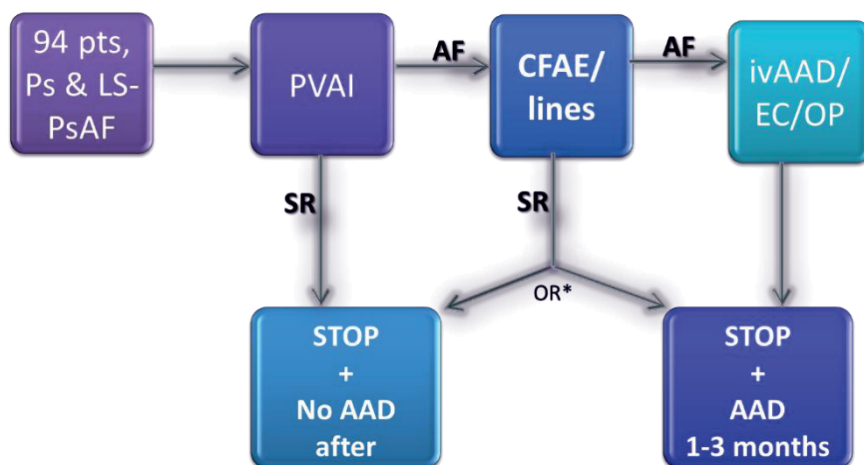 94 pts,
Ps & LS-
PsAF
PVAI
AF
CFAE/
lines
AF
ivAAD/
EC/OP
SR
SR
OR*
STOP
+
No AAD
after
STOP
+
AAD
1-3 months